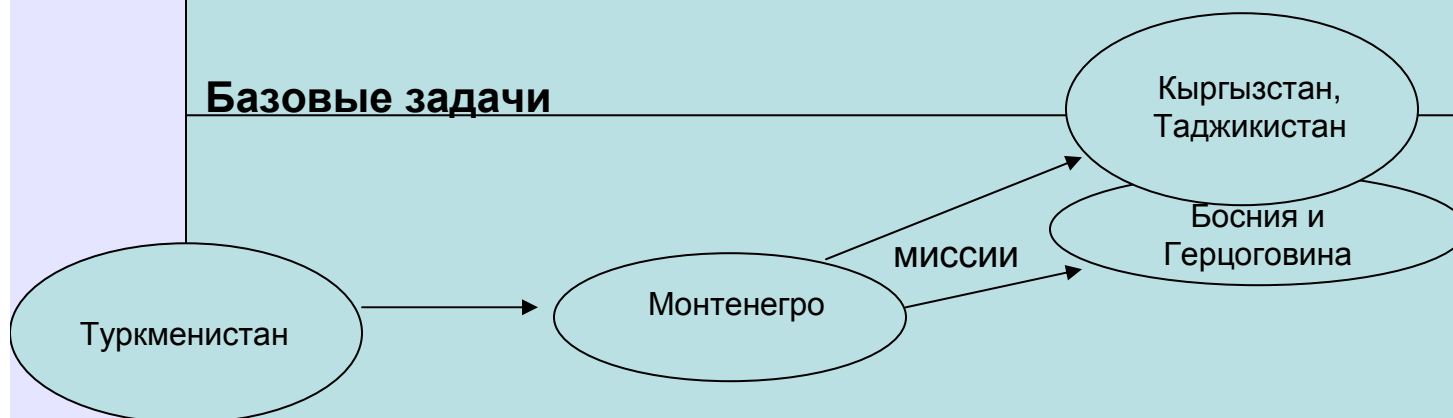 Базовые задачи
Кыргызстан,
Таджикистан
Босния и
Герцоговина
миссии
Монтенегро
Туркменистан